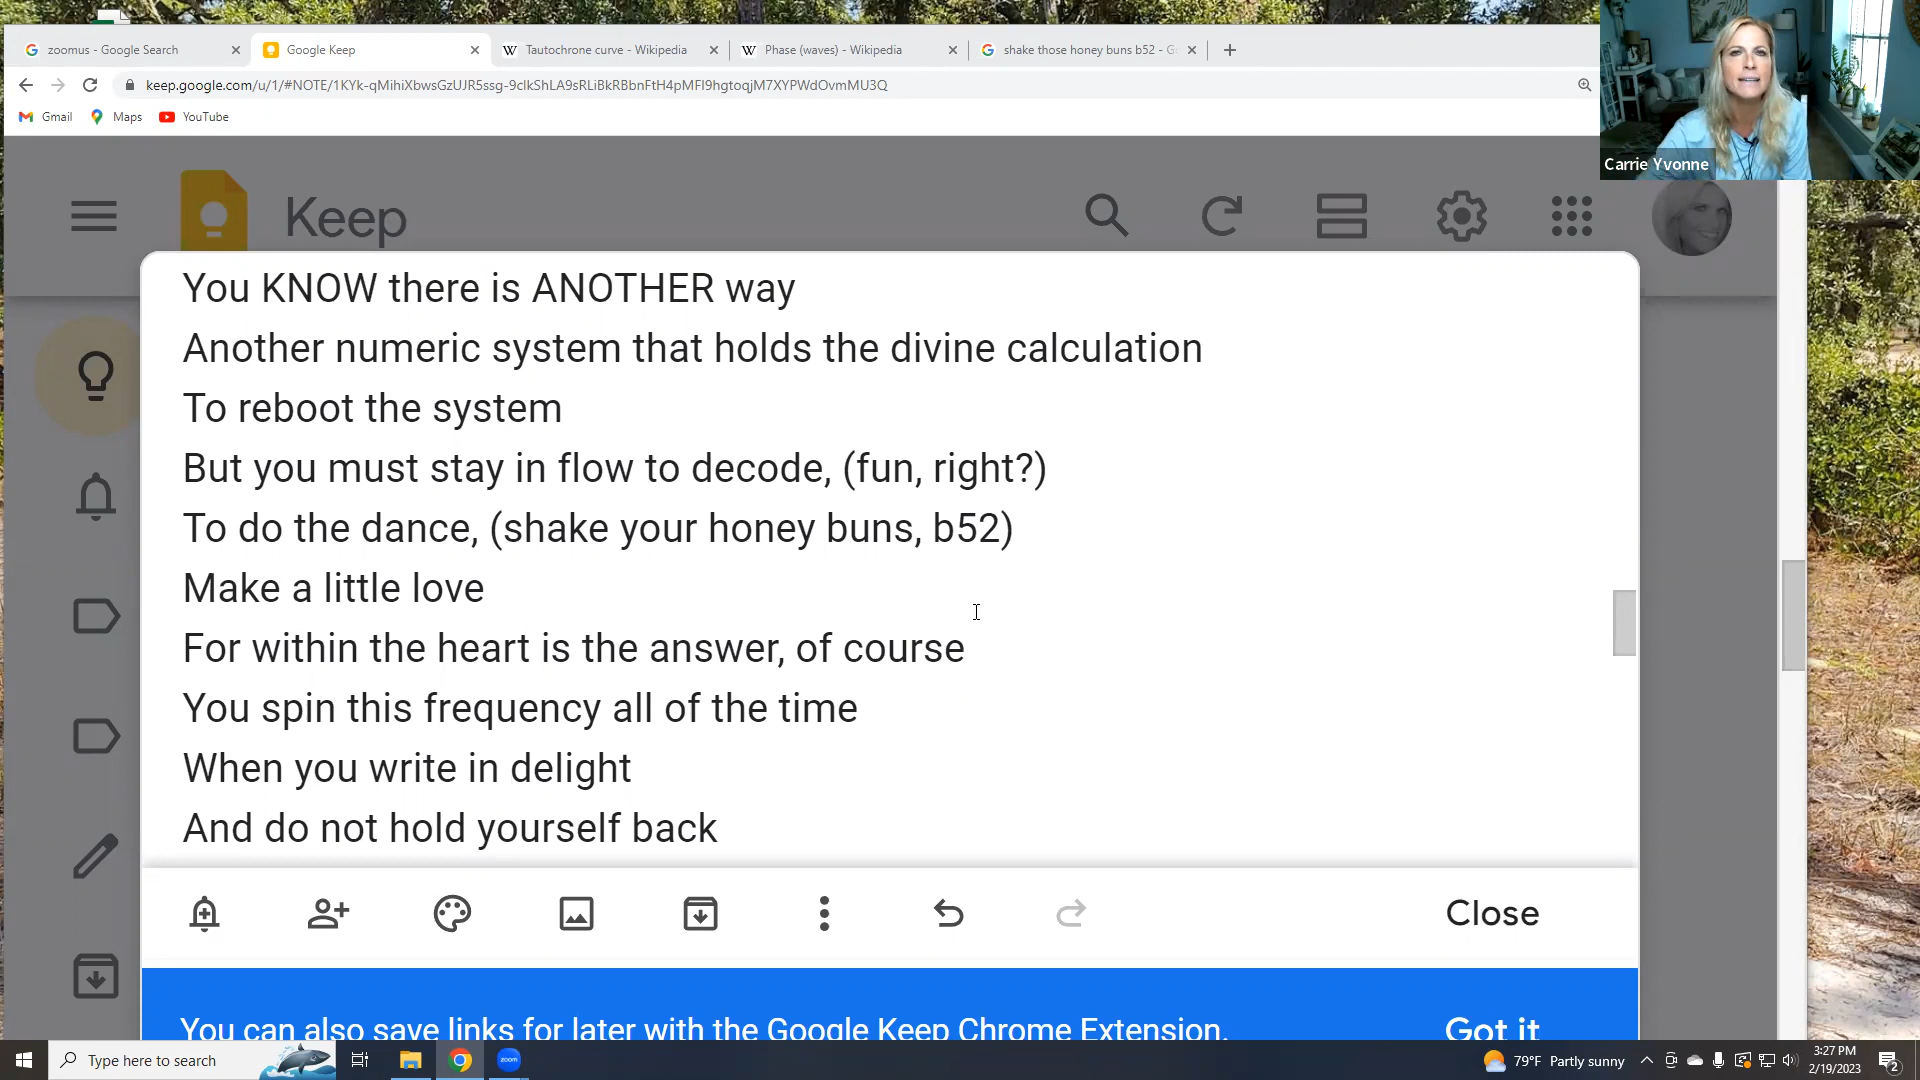 zoomus - Google Search
Google Keep
Tautochrone curve - Wikipedia
Phase (waves) - Wikipedia
shake those honey buns b52 - G
keep.google.com/u/1/#NOTE/
Gmail
Maps
YouTube
Carrie Yvonne
Keep
You KNOW there is ANOTHER way
Another numeric system that holds the divine calculation
To reboot the system
But you must stay in flow to decode, (fun, right?)
To do the dance, (shake your honey buns, b52)
Make a little love
For within the heart is the answer, of course
You spin this frequency all of the time
When you write in delight
And do not hold yourself back
Close
You can also save links for later with the Google Keep Chrome Extension.
Got it
Type here to search
zoom
79°F Partly sunny
3:27 PM
2/19/2023
2